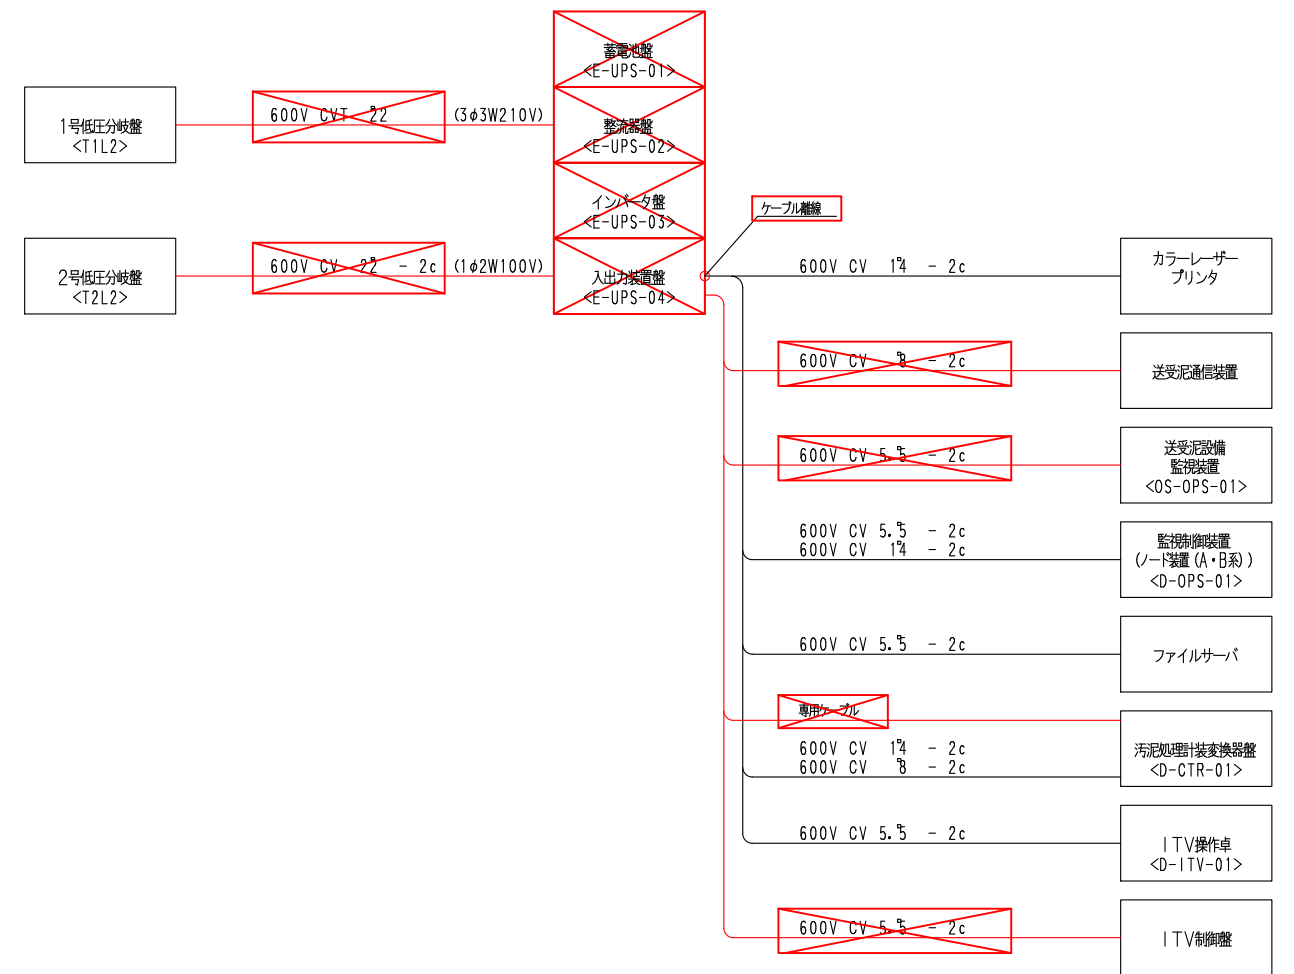 蓄電池盤
<E-UPS-01>
1号低圧分岐盤
<T1L2>
600V CVT 22□
(3φ3W210V)
整流器盤
<E-UPS-02>
インバータ盤
<E-UPS-03>
ケーブル離線
2号低圧分岐盤
<T2L2>
600V CV 22□ - 2c
(1φ2W100V)
入出力装置盤
<E-UPS-04>
600V CV 14□ - 2c
カラーレーザー
プリンタ
600V CV 8□ - 2c
送受泥通信装置
600V CV 5.5□ - 2c
送受泥設備
監視装置
<OS-OPS-01>
600V CV 5.5□ - 2c
600V CV 14□ - 2c
監視制御装置
(ノード装置(A・B系))
<D-OPS-01>
600V CV 5.5□ - 2c
ファイルサーバ
専用ケーブル
600V CV 14□ - 2c
600V CV 8□ - 2c
汚泥処理計装変換器盤
<D-CTR-01>
600V CV 5.5□ - 2c
ITV操作卓
<D-ITV-01>
600V CV 5.5□ - 2c
ITV制御盤